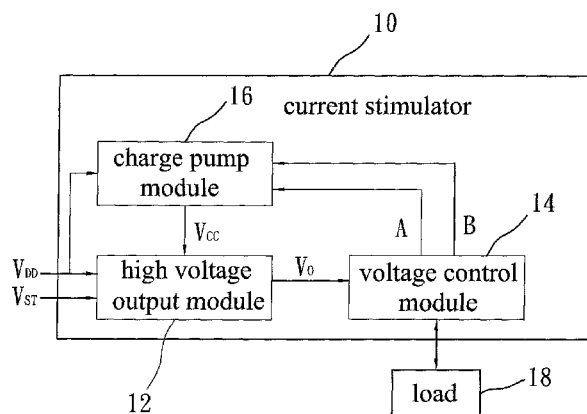 10
current stimulator
16
charge pump
module
A
B
14
VCC
VDD
VST
high voltage
output module
VO
voltage control
module
12
load
18